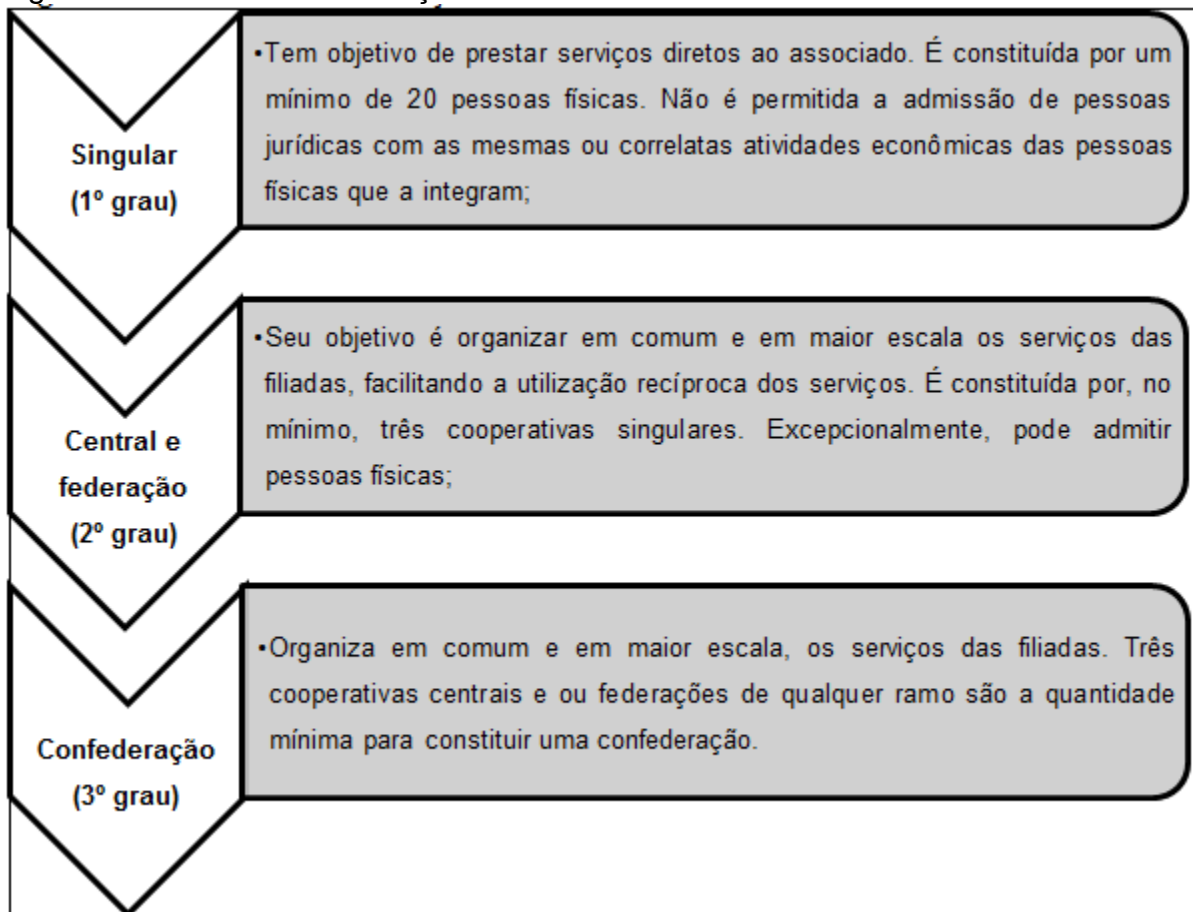 •Tem objetivo de prestar serviços diretos ao associado. É constituída por um
mínimo de 20 pessoas físicas. Não é permitida a admissão de pessoas
jurídicas com as mesmas ou correlatas atividades econômicas das pessoas
físicas que a integram;
Singular
(1º grau)
•Seu objetivo é organizar em comum e em maior escala os serviços das
filiadas, facilitando a utilização recíproca dos serviços. É constituída por, no
mínimo, três cooperativas singulares. Excepcionalmente, pode admitir
pessoas físicas;
Central e
federação
(2º grau)
•Organiza em comum e em maior escala, os serviços das filiadas. Três
cooperativas centrais e ou federações de qualquer ramo são a quantidade
mínima para constituir uma confederação.
Confederação
(3º grau)